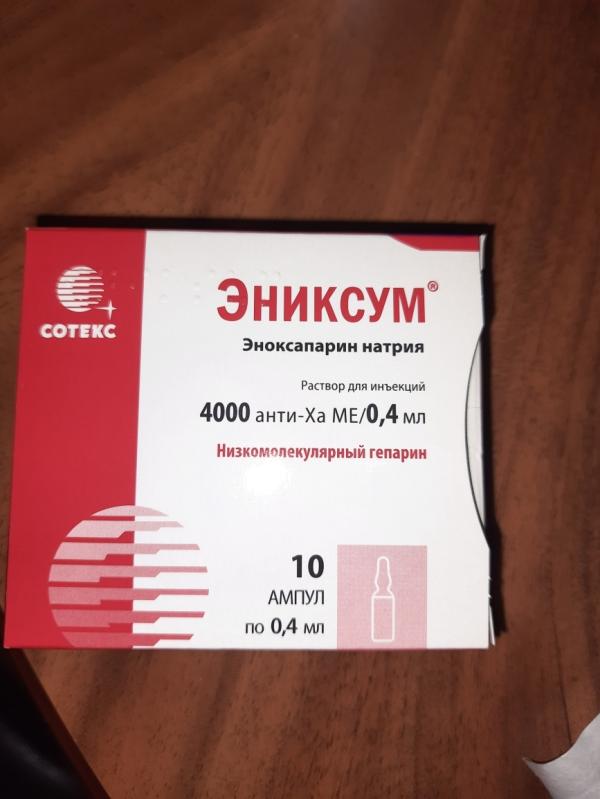 СОТЕКС
ЭНИКСУМ®
Эноксапарин натрия
Раствор для инъекций
4000 анти-Ха МЕ/0,4 мл
Низкомолекулярный гепарин
10
АМПУЛ
по 0,4 мл